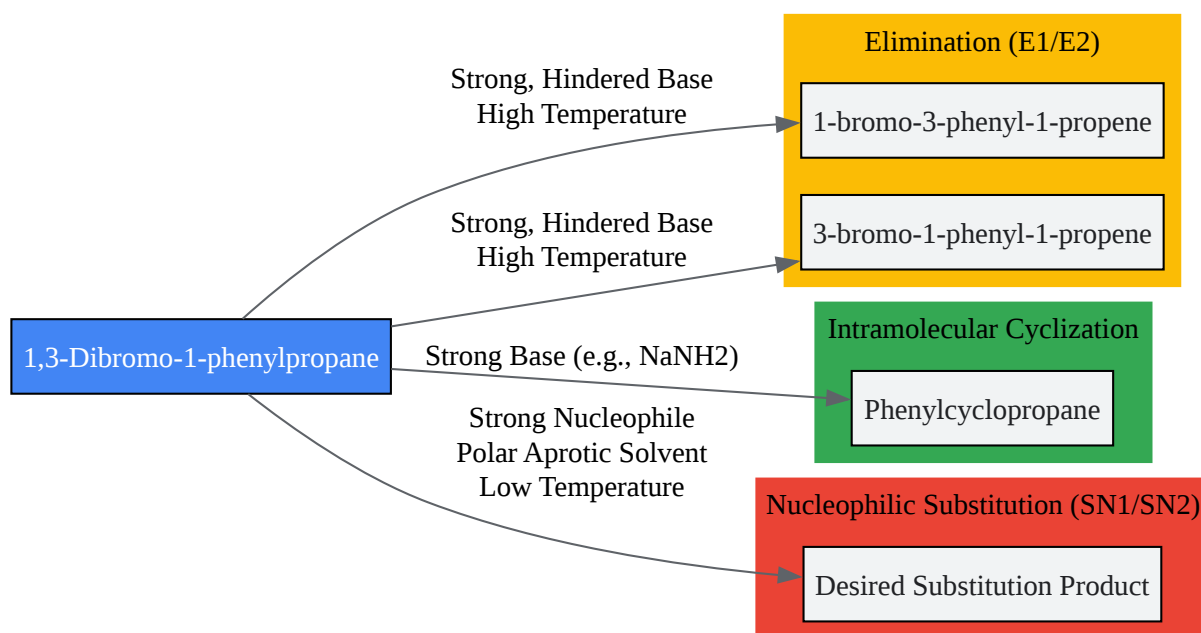 Elimination (E1/E2)
Strong, Hindered Base
High Temperature
1-bromo-3-phenyl-1-propene
Strong, Hindered Base
High Temperature
3-bromo-1-phenyl-1-propene
1,3-Dibromo-1-phenylpropane
Intramolecular Cyclization
Strong Base (e.g., NaNH2)
Phenylcyclopropane
Strong Nucleophile
Polar Aprotic Solvent
Low Temperature
Nucleophilic Substitution (SN1/SN2)
Desired Substitution Product